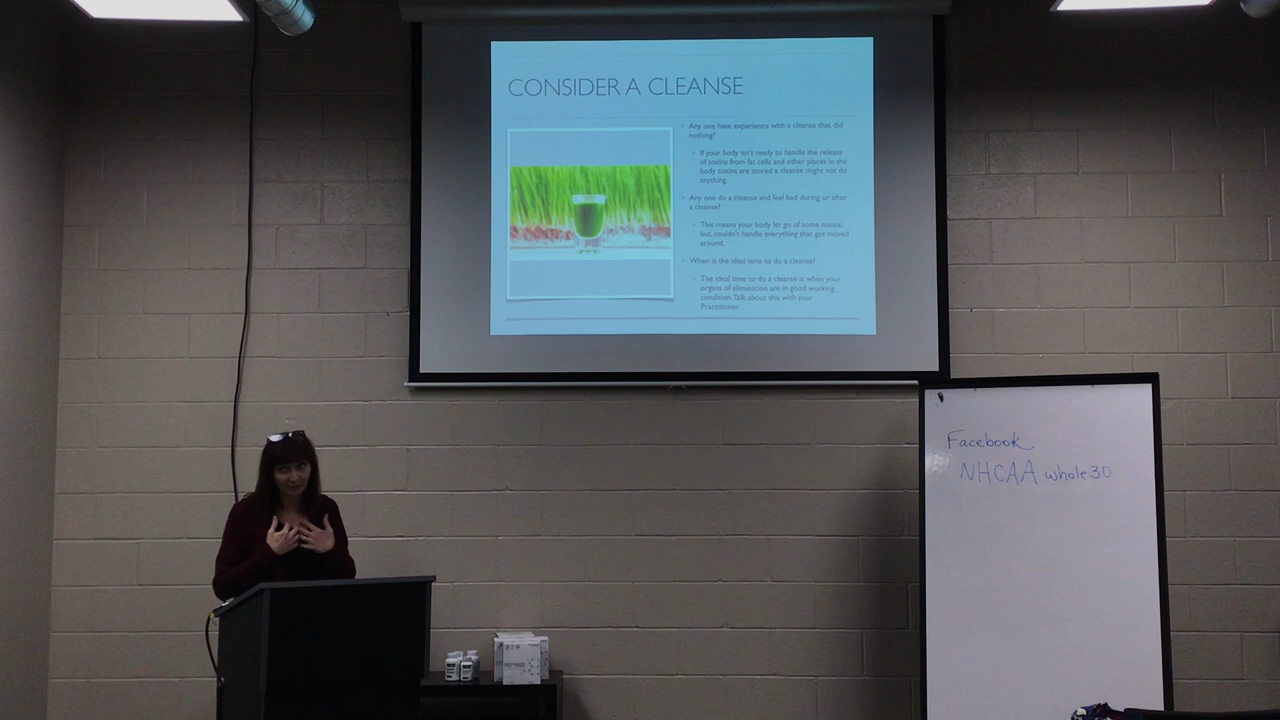 CONSIDER A CLEANSE
Any one have experience with a cleanse that did
nothing?
If your body isn't ready to handle the release
of toxins from fat cells and other places in the
body toxins are stored a cleanse might not do
anything.
Any one do a cleanse and feel bad during or after
a cleanse?
This means your body let go of some toxins;
but, couldn't handle everything that got moved
around.
When is the ideal time to do a cleanse?
The ideal time to do a cleanse is when your
organs of elimination are in good working
condition. Talk about this with your
Practitioner
Facebook
NHCAA whole30